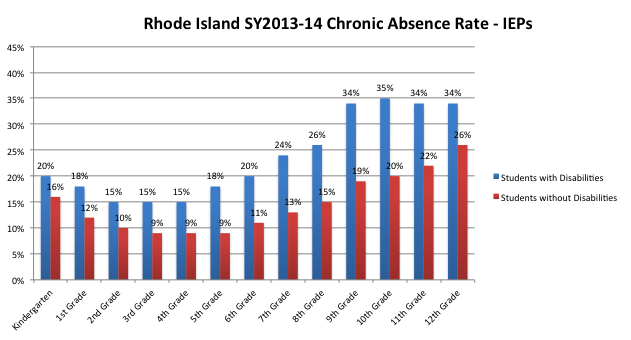 Rhode Island SY2013-14 Chronic Absence Rate - IEPs
45%
40%
35%
30%
25%
20%
15%
10%
5%
0%
20%
16%
18%
12%
15%
10%
15%
9%
15%
9%
18%
9%
20%
11%
24%
13%
26%
15%
34%
19%
35%
20%
34%
22%
34%
26%
Kindergarten
1st Grade
2nd Grade
3rd Grade
4th Grade
5th Grade
6th Grade
7th Grade
8th Grade
9th Grade
10th Grade
11th Grade
12th Grade
Students with Disabilities
Students without Disabilities